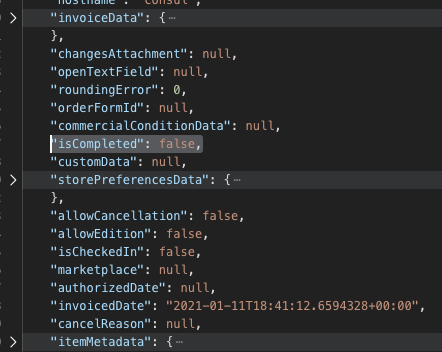 "hostname": "consul",
"invoiceData": {⋯
},
"changesAttachment": null,
"openTextField": null,
"roundingError": 0,
"orderFormId": null,
"commercialConditionData": null,
"isCompleted": false,
"customData": null,
"storePreferencesData": {⋯
},
"allowCancellation": false,
"allowEdition": false,
"isCheckedIn": false,
"marketplace": null,
"authorizedDate": null,
"invoicedDate": "2021-01-11T18:41:12.6594328+00:00",
"cancelReason": null,
"itemMetadata": {⋯